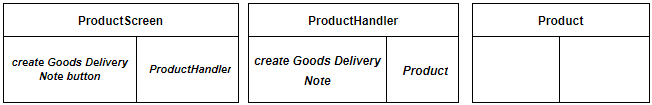 ProductScreen
create Goods Delivery
Note button
ProductHandler
ProductHandler
create Goods Delivery
Note
Product
Product